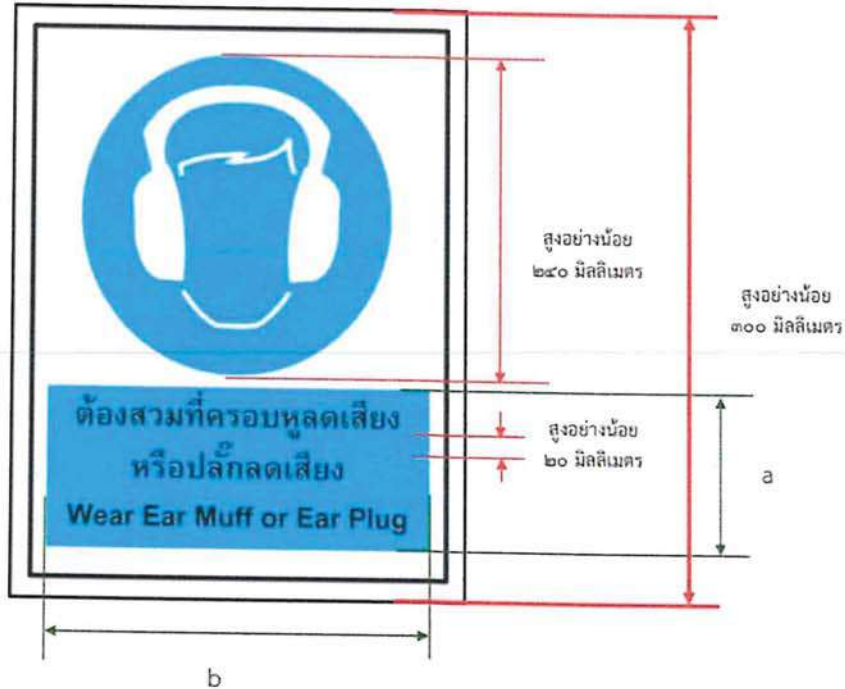 สูงอย่างน้อย
๒๔๐ มิลลิเมตร
สูงอย่างน้อย
๓๐๐ มิลลิเมตร
ต้องสวมที่ครอบหูลดเสียง
หรือปลั๊กลดเสียง
Wear Ear Muff or Ear Plug
สูงอย่างน้อย
๒๐ มิลลิเมตร
a
b